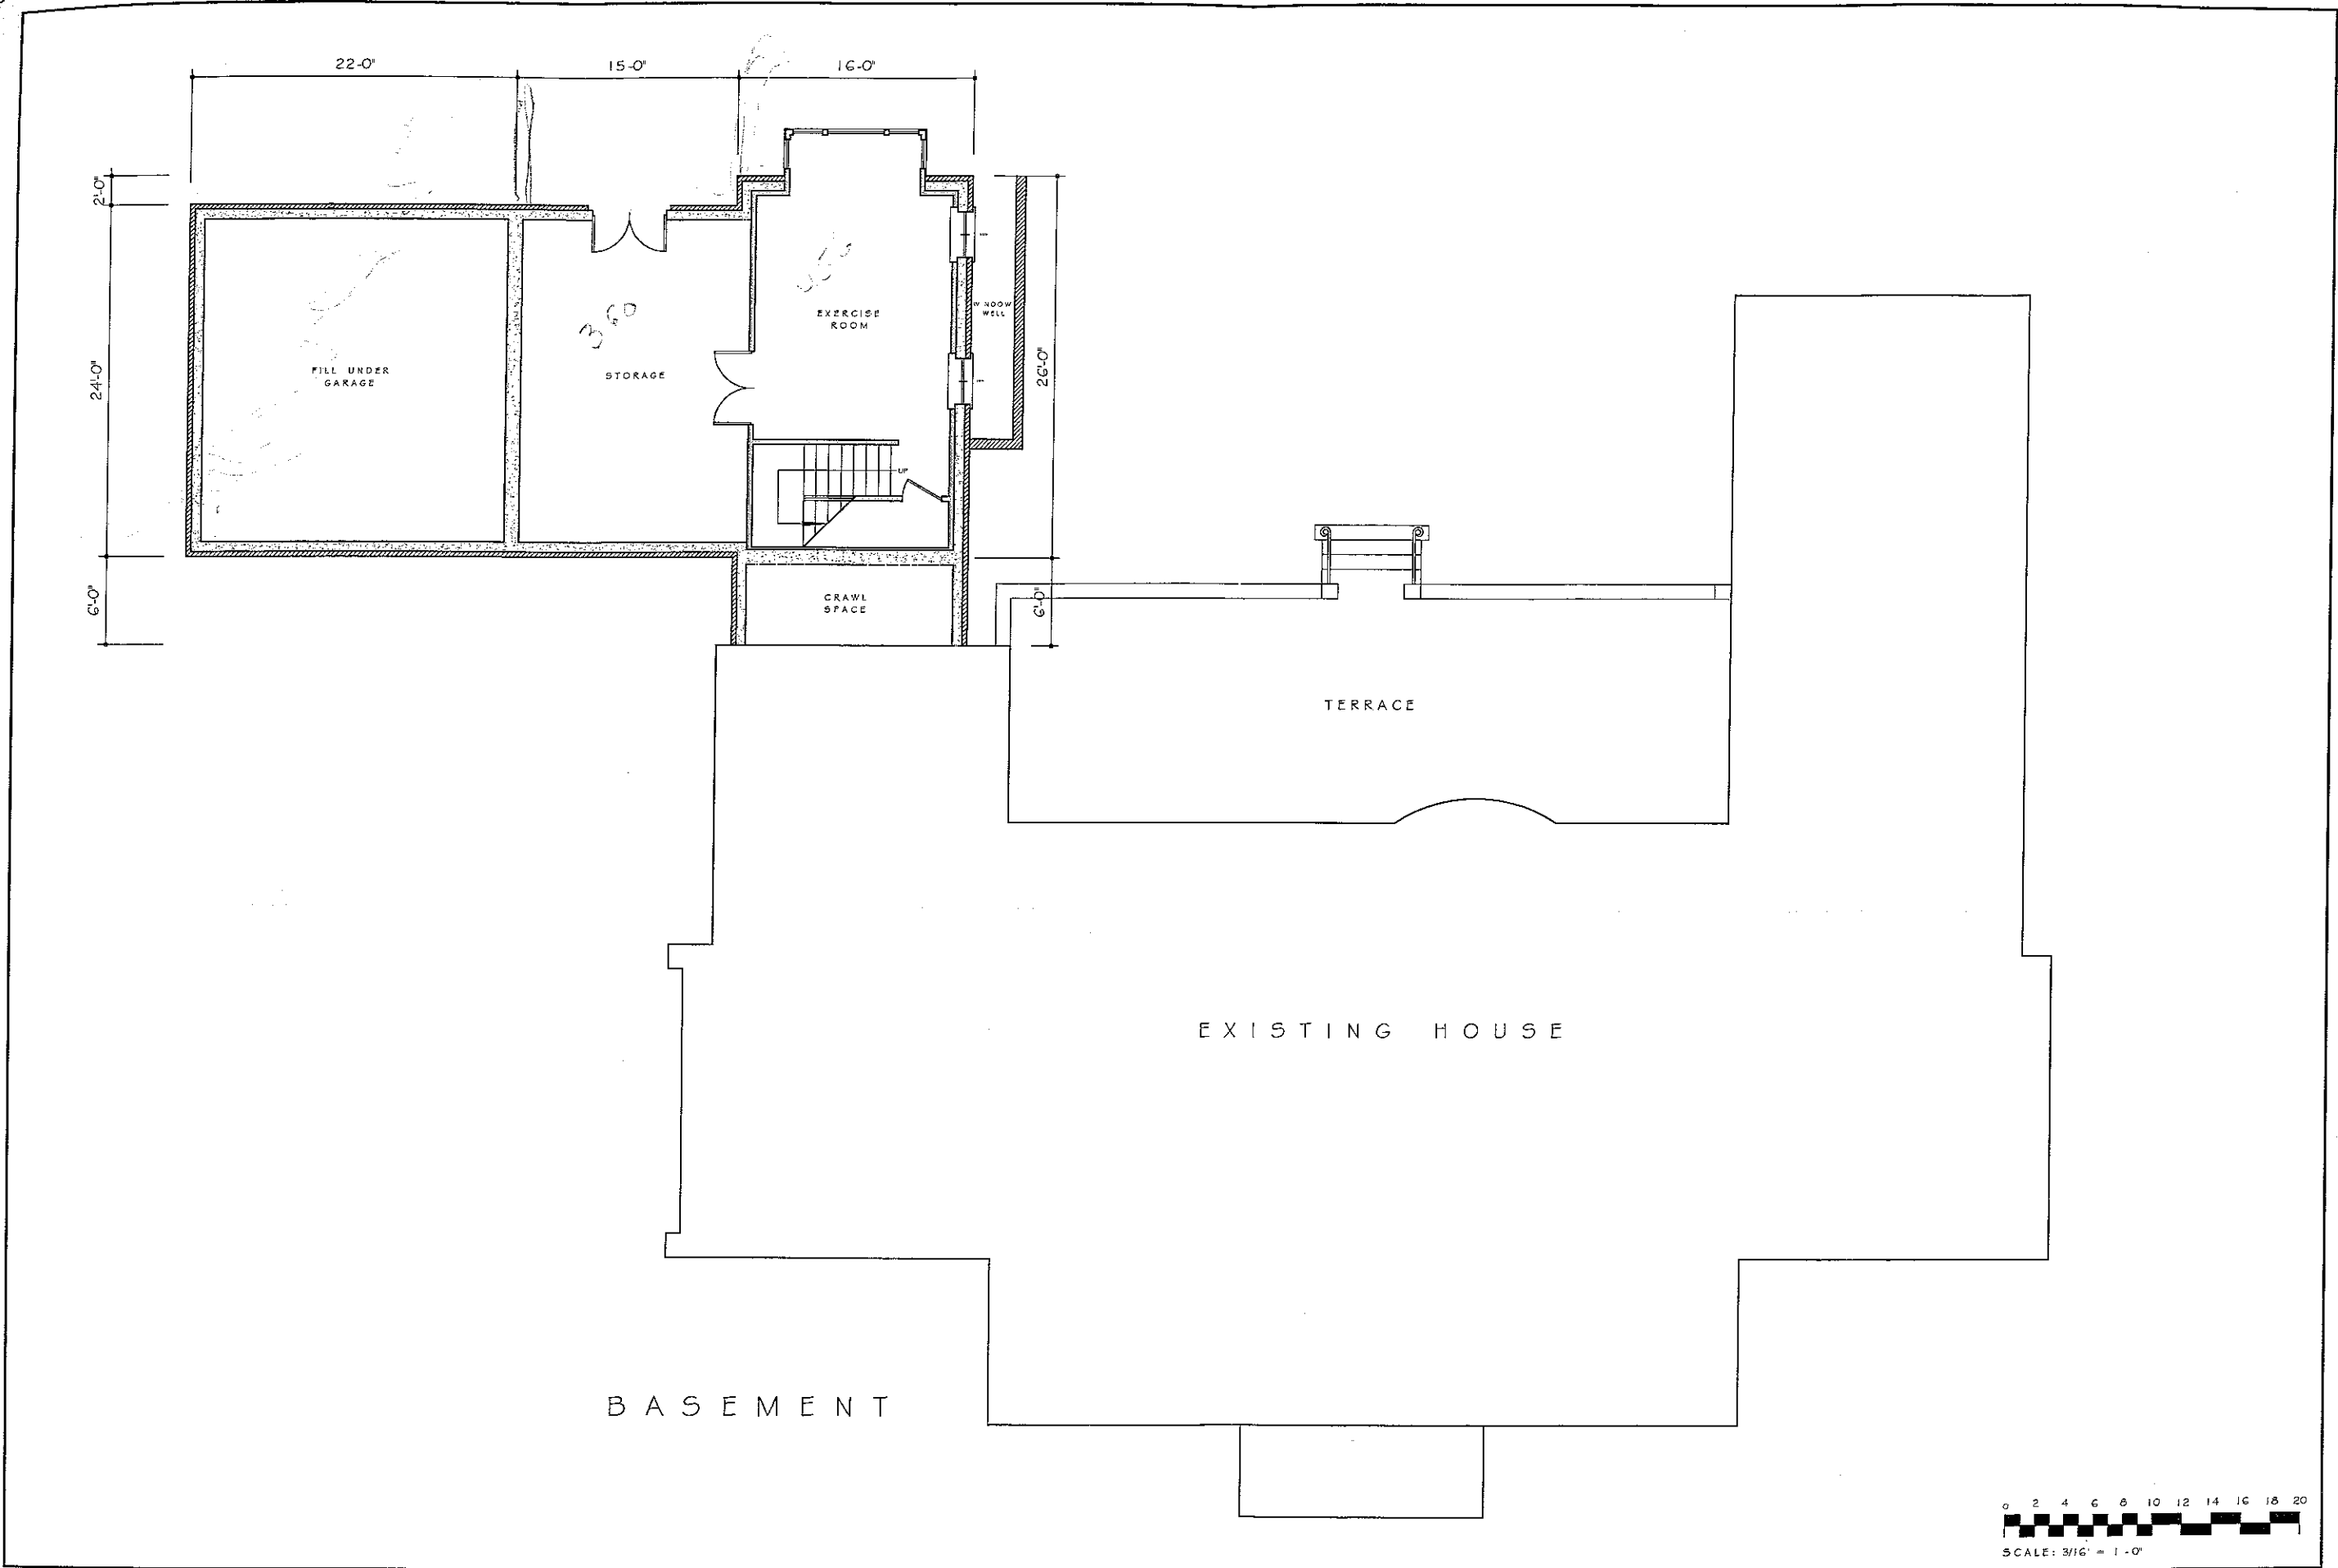 22-0"
15-0"
16-0"
2'-0"
24'-0"
6'-0"
26'-0"
6'-0"
360
EXERCISE
ROOM
WELL
FILL UNDER
GARAGE
STORAGE
UP
CRAWL
SPACE
TERRACE
EXISTING HOUSE
BASEMENT
0 2 4 6 8 10 12 14 16 18 20
SCALE: 3/16" = 1-0"